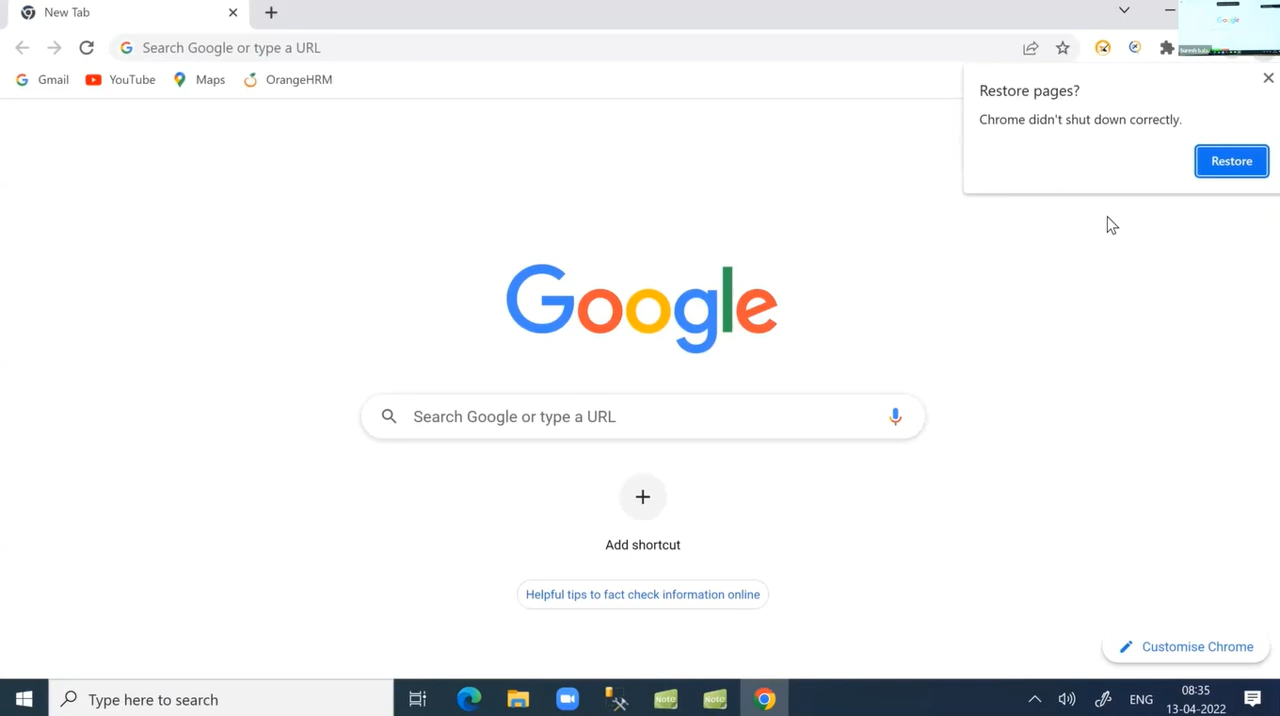 New Tab
Search Google or type a URL
Gmail
YouTube
Maps
OrangeHRM
Restore pages?
Chrome didn't shut down correctly.
Restore
Google
Search Google or type a URL
Add shortcut
Helpful tips to fact check information online
Customise Chrome
Type here to search
Note
Note
ENG
08:35
13-04-2022